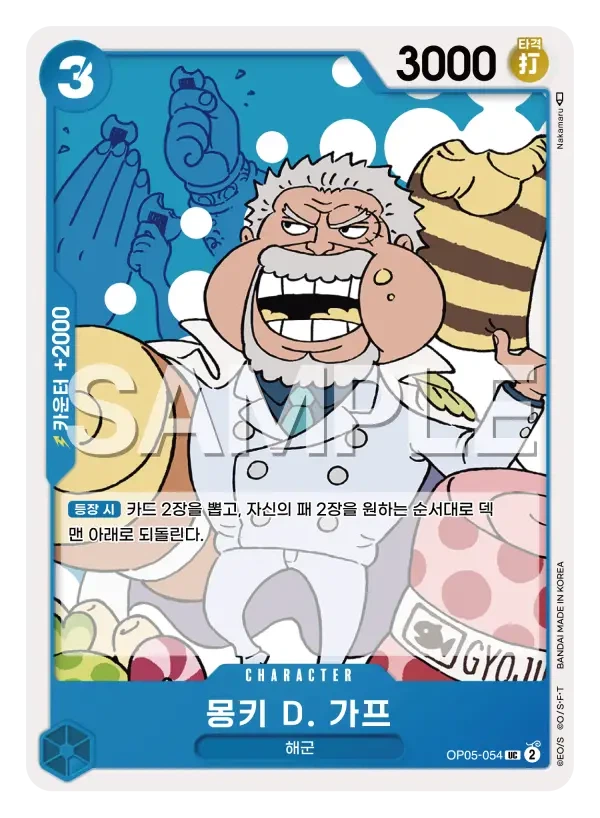 3
3000
타격
打
Nakamaru
카운터 +2000
SAMPLE
등장 시 카드 2장을 뽑고, 자신의 패 2장을 원하는 순서대로 덱
맨 아래로 되돌린다.
GYOJU
CHARACTER
몽키 D. 가프
해군
OP05-054 UC 2
©EO/S ©O/S·F·T BANDAI MADE IN KOREA